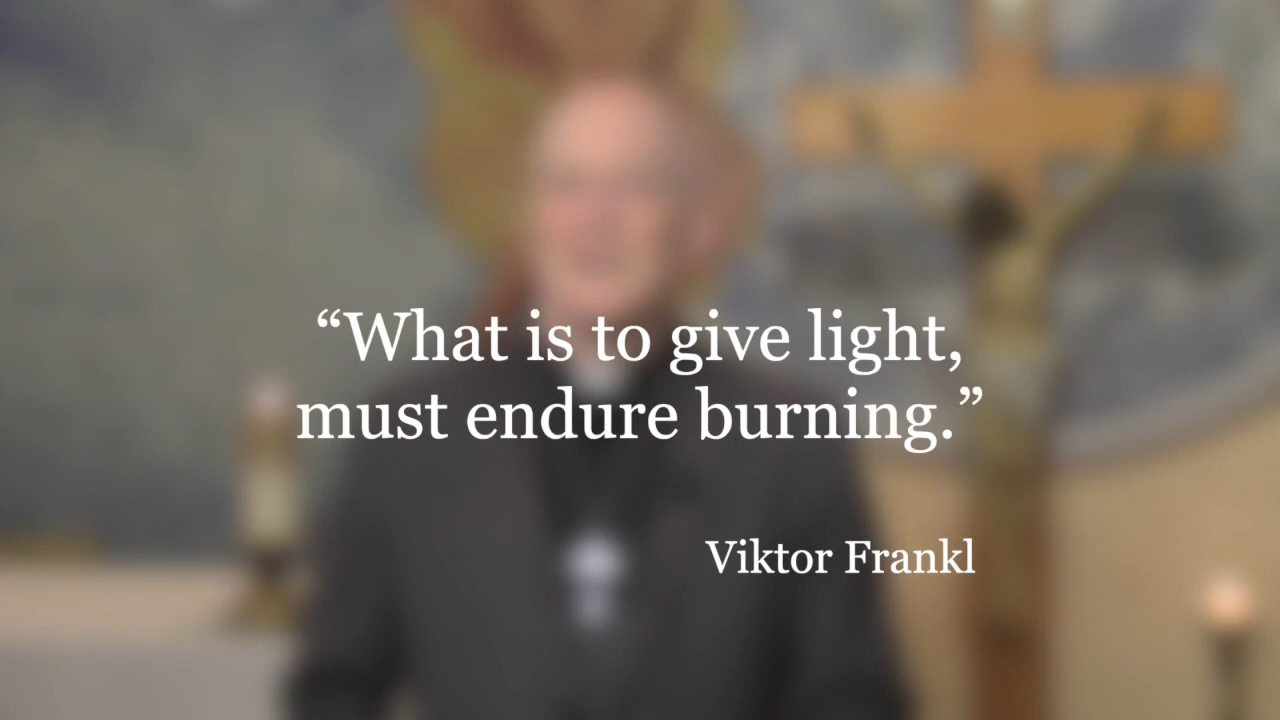 “What is to give light,
must endure burning.”
Viktor Frankl